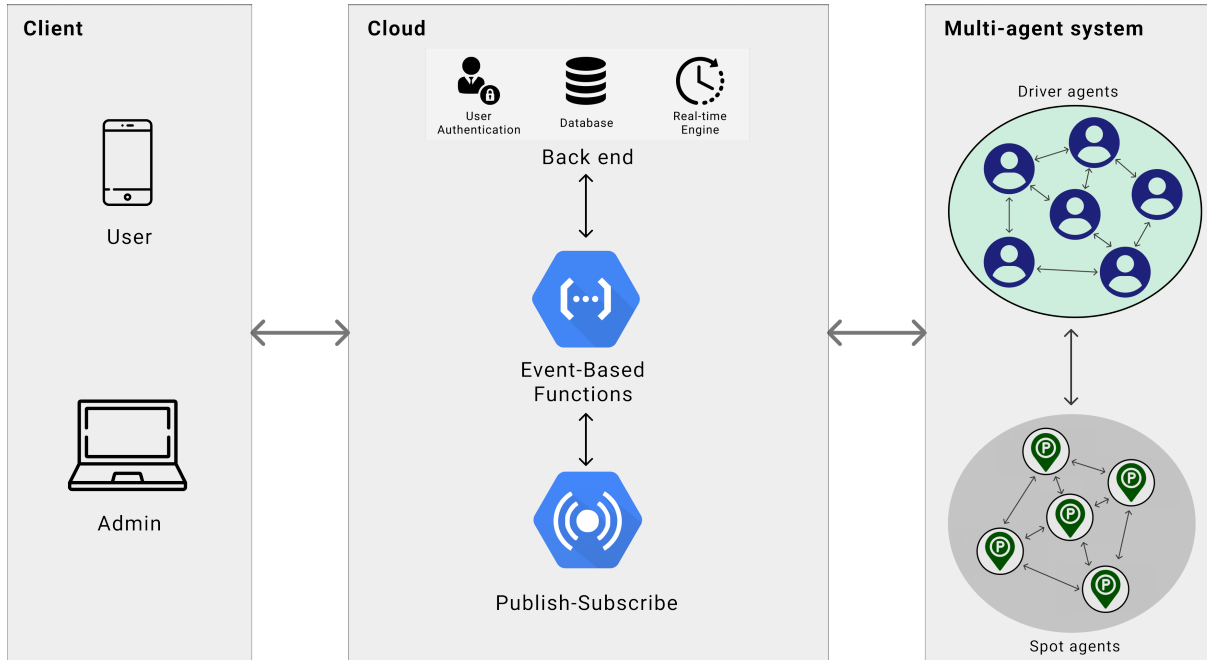 Client
User
Admin
Cloud
User
Authentication
Database
Real-time
Engine
Back end
Event-Based
Functions
Publish-Subscribe
Multi-agent system
Driver agents
P
P
P
P
P
Spot agents